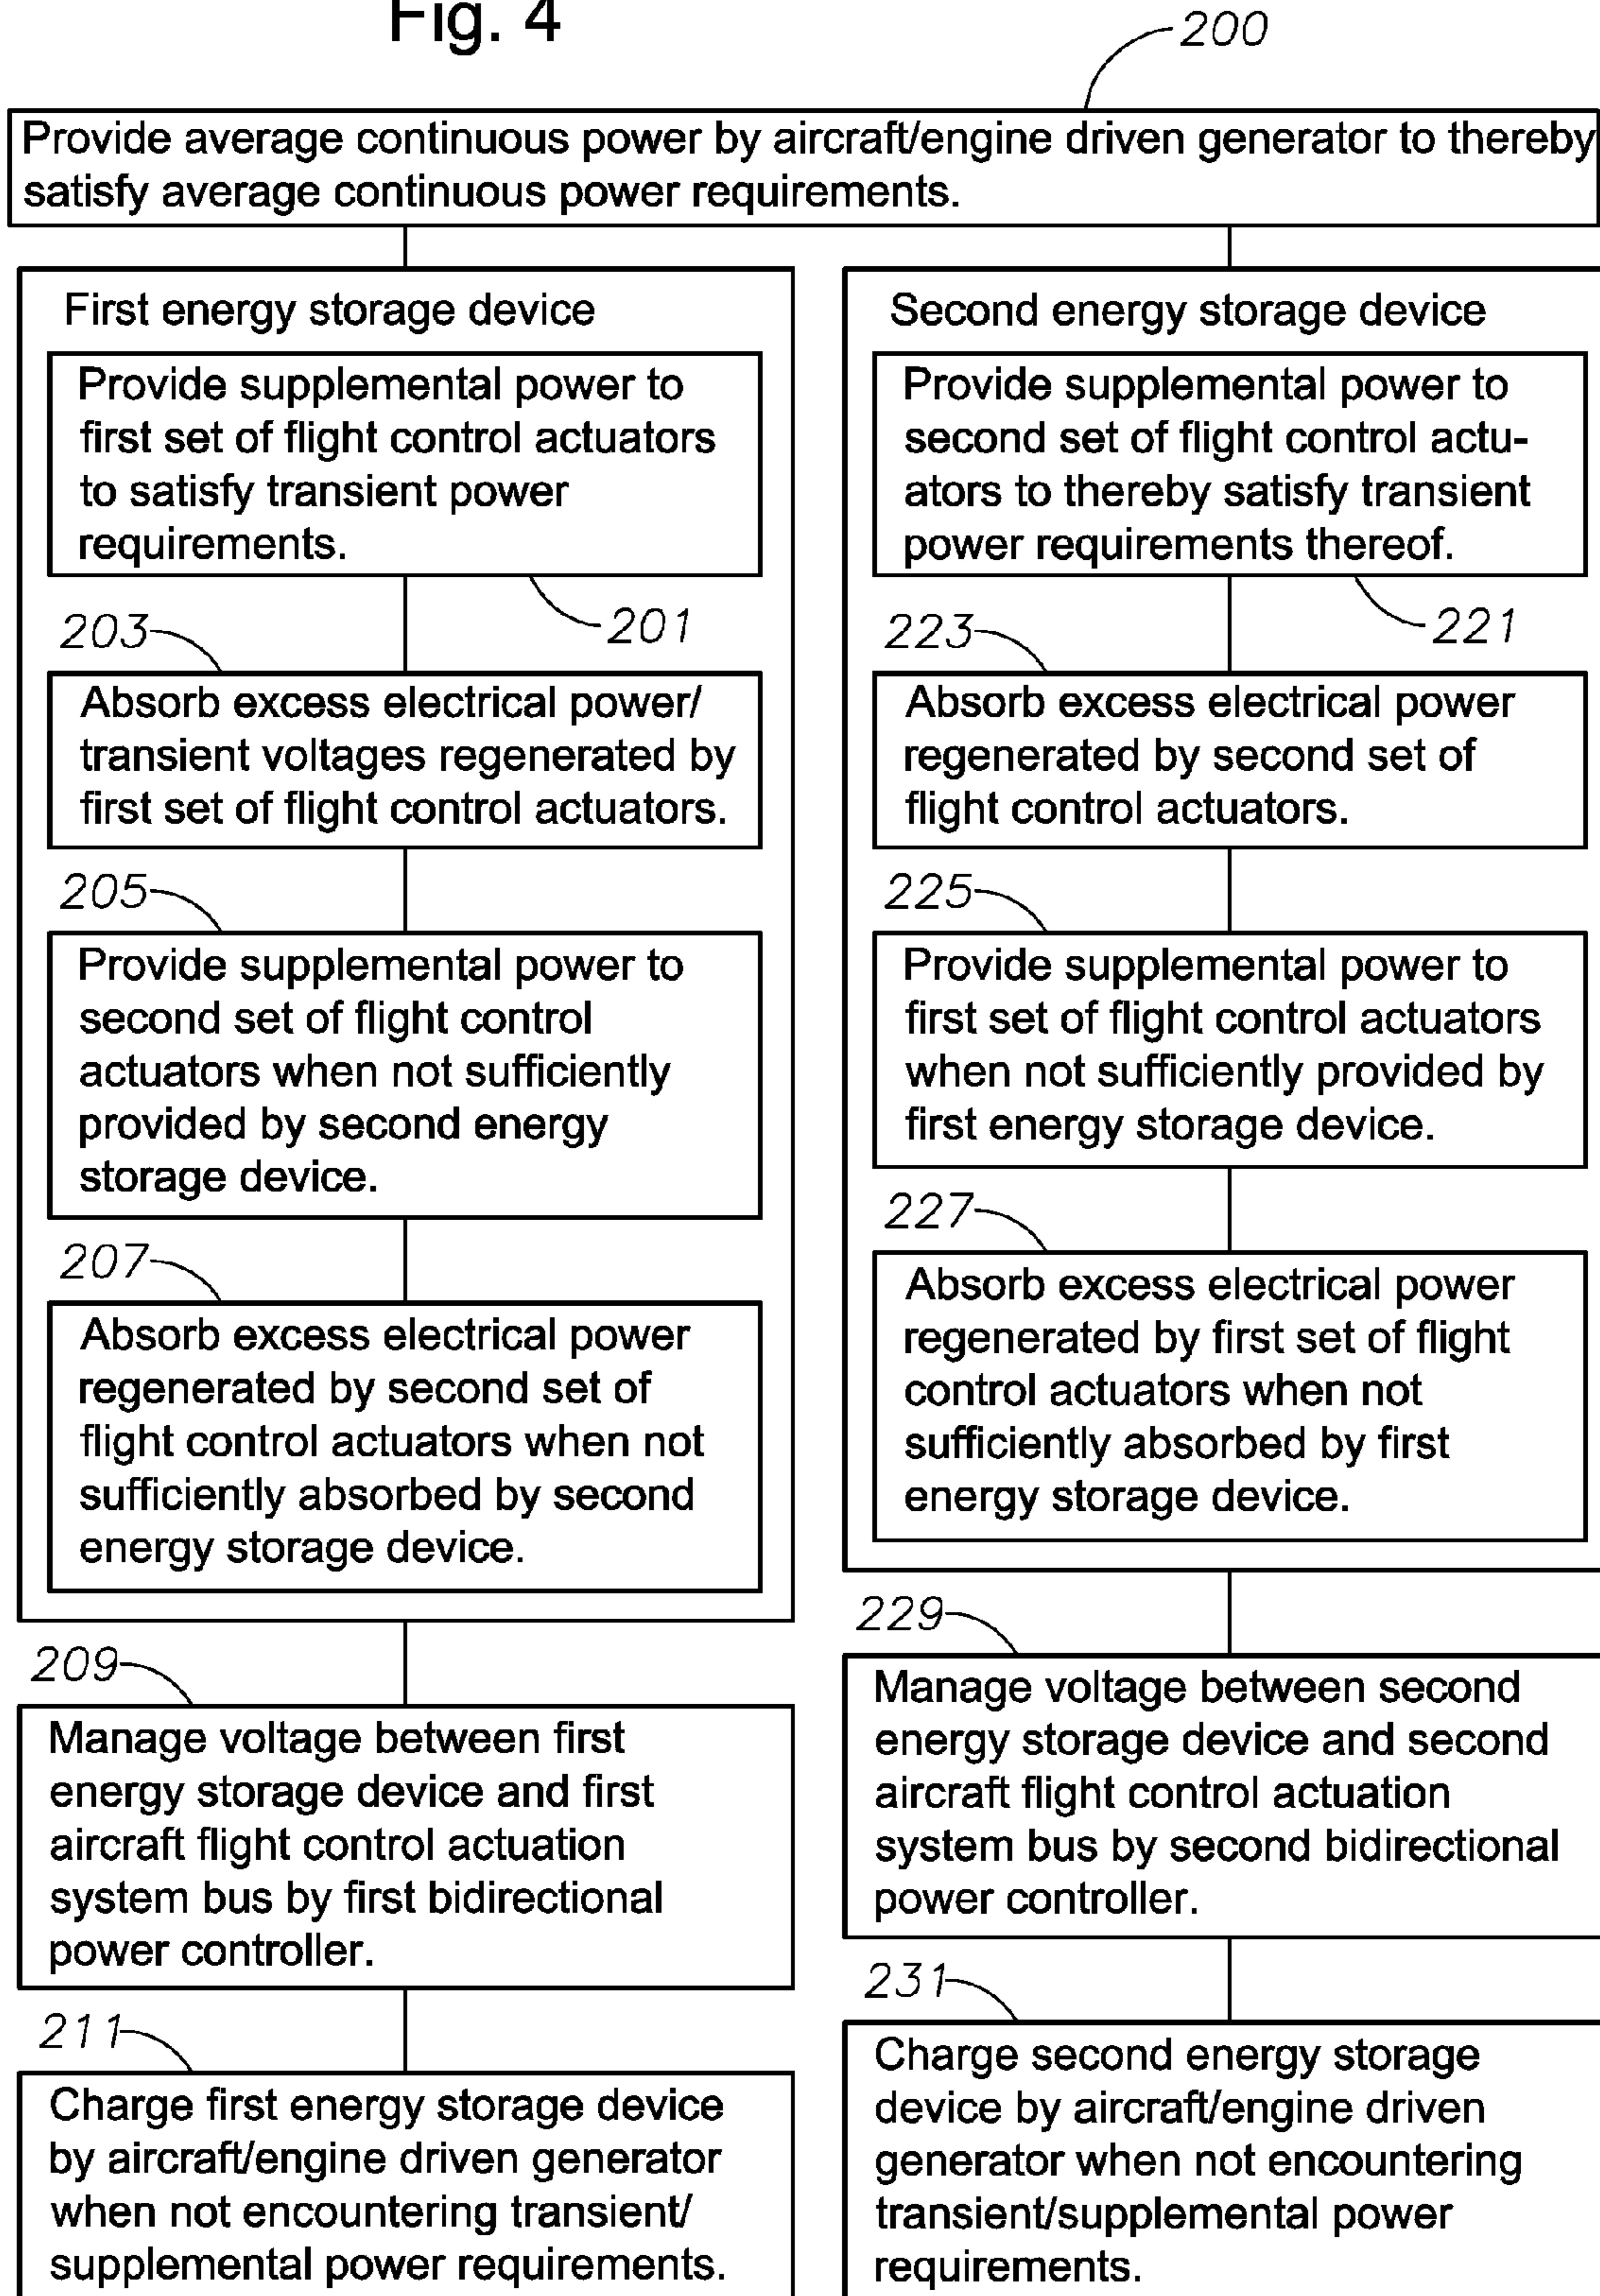 Fig. 4
200
Provide average continuous power by aircraft/engine driven generator to thereby
satisfy average continuous power requirements.
First energy storage device
Provide supplemental power to
first set of flight control actuators
to satisfy transient power
requirements.
201
203
Absorb excess electrical power/
transient voltages regenerated by
first set of flight control actuators.
205
Provide supplemental power to
second set of flight control
actuators when not sufficiently
provided by second energy
storage device.
207
Absorb excess electrical power
regenerated by second set of
flight control actuators when not
sufficiently absorbed by second
energy storage device.
209
Manage voltage between first
energy storage device and first
aircraft flight control actuation
system bus by first bidirectional
power controller.
211
Charge first energy storage device
by aircraft/engine driven generator
when not encountering transient/
supplemental power requirements.
Second energy storage device
Provide supplemental power to
second set of flight control actu-
ators to thereby satisfy transient
power requirements thereof.
221
223
Absorb excess electrical power
regenerated by second set of
flight control actuators.
225
Provide supplemental power to
first set of flight control actuators
when not sufficiently provided by
first energy storage device.
227
Absorb excess electrical power
regenerated by first set of flight
control actuators when not
sufficiently absorbed by first
energy storage device.
229
Manage voltage between second
energy storage device and second
aircraft flight control actuation
system bus by second bidirectional
power controller.
231
Charge second energy storage
device by aircraft/engine driven
generator when not encountering
transient/supplemental power
requirements.